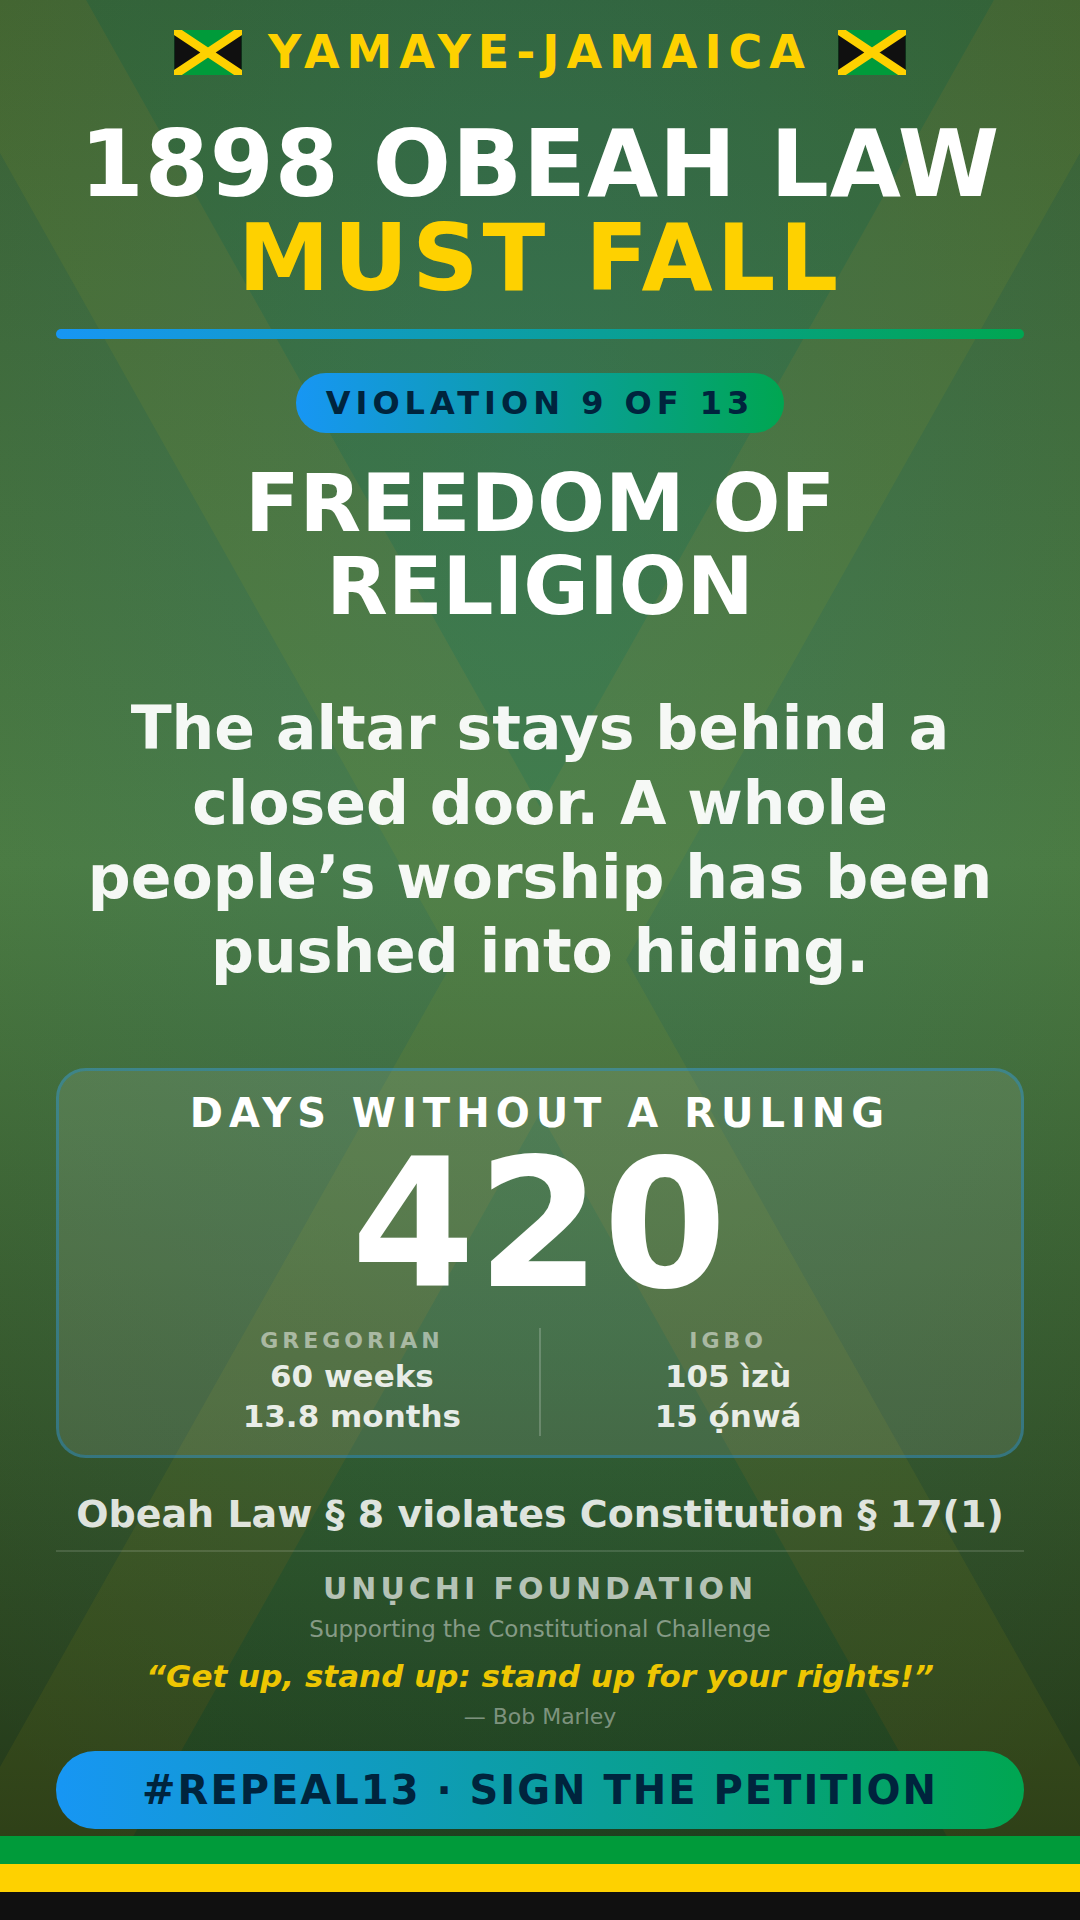 YAMAYE-JAMAICA
1898 OBEAH LAW
MUST FALL
VIOLATION 9 OF 13
FREEDOM OF
RELIGION
The altar stays behind a
closed door. A whole
people’s worship has been
pushed into hiding.
DAYS WITHOUT A RULING
420
GREGORIAN
60 weeks
13.8 months
IGBO
105 ìzù
15 ọ́nwá
Obeah Law § 8 violates Constitution § 17(1)
UNỤCHI FOUNDATION
Supporting the Constitutional Challenge
“Get up, stand up: stand up for your rights!”
— Bob Marley
#REPEAL13 · SIGN THE PETITION